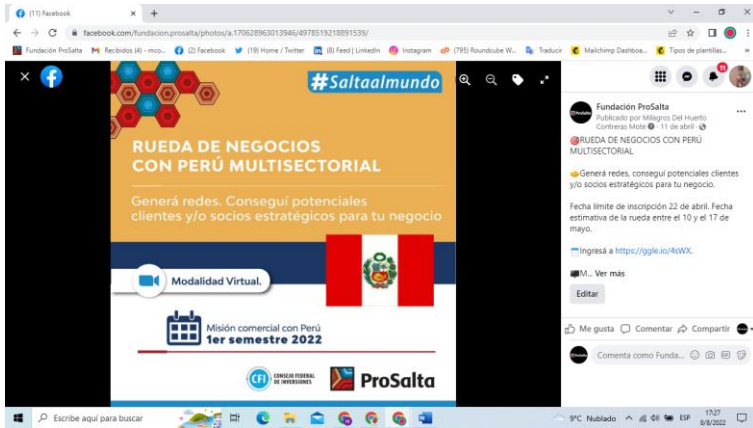 (11) Facebook
facebook.com/fundacion.prosalta/photos/a.170628963013946/4978519218891539/
Fundación ProSalta
Recibidos (4) - mco...
(2) Facebook
(19) Home / Twitter
(8) Feed | LinkedIn
Instagram
(795) Roundcube W...
Traducir
Mailchimp Dashboa...
Tipos de plantillas...
#Saltaalmundo
RUEDA DE NEGOCIOS
CON PERÚ MULTISECTORIAL
Generá redes. Conseguí potenciales
clientes y/o socios estratégicos para tu negocio
Modalidad Virtual.
Misión comercial con Perú
1er semestre 2022
CFI
CONSEJO FEDERAL
DE INVERSIONES
ProSalta
11
Fundación ProSalta
Publicado por Milagros Del Huerto
Contreras Mote · 11 de abril ·
RUEDA DE NEGOCIOS CON PERÚ
MULTISECTORIAL
Generá redes, conseguí potenciales clientes
y/o socios estratégicos para tu negocio.
Fecha límite de inscripción 22 de abril. Fecha
estimativa de la rueda entre el 10 y el 17 de
mayo.
Ingresá a https://ggle.io/4sWX.
M... Ver más
Editar
Me gusta
Comentar
Compartir
Comenta como Funda...
Escribe aquí para buscar
9°C Nublado
ESP
17:27
8/8/2022